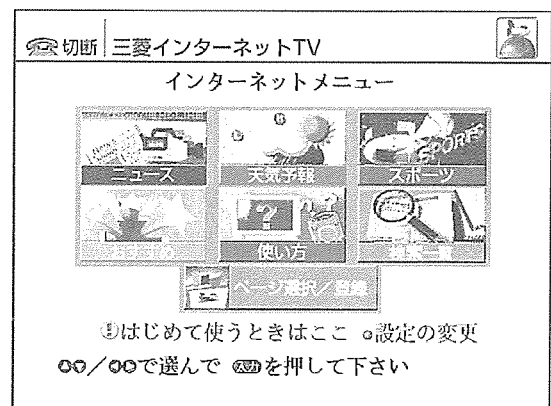 切断 三菱インターネットTV
インターネットメニュー
SPORTS
ニュース 天気予報 スポーツ
使い方
ページ選択/登録
はじめて使うときはここ 設定の変更
で選んで を押して下さい